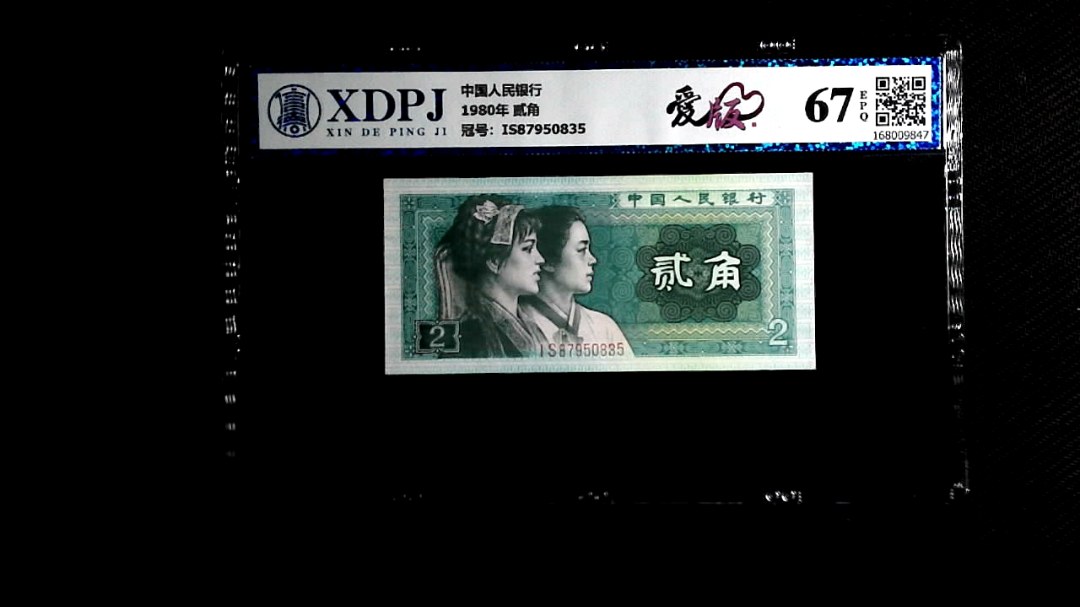 XDPJ
XIN DE PING JI
中国人民银行
1980年 贰角
冠号：IS87950835
爱版
67
EPQ
168009847
中国人民银行
贰角
2
2
IS87950835